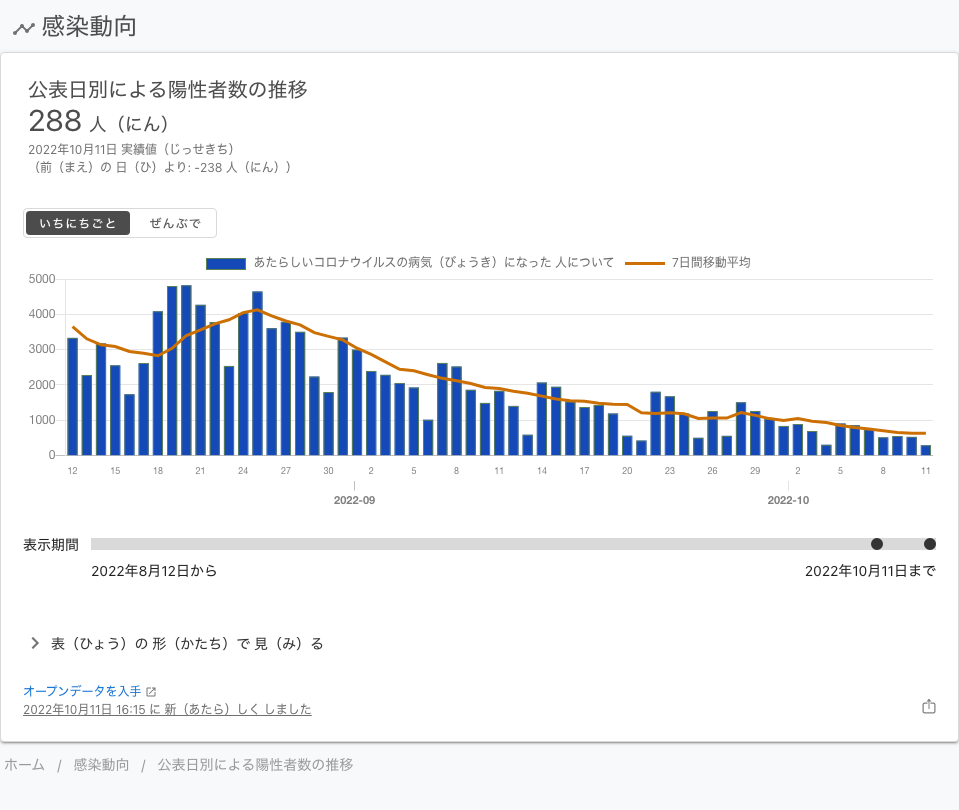 感染動向
公表日別による陽性者数の推移
288 人（にん）
2022年10月11日 実績値（じっせきち）
（前（まえ）の 日（ひ）より: -238 人（にん））
いちにちごと ぜんぶで
あたらしいコロナウイルスの病気（びょうき）になった 人について 7日間移動平均
5000
4000
3000
2000
1000
0
12 15 18 21 24 27 30 2 5 8 11 14 17 20 23 26 29 2 5 8 11
2022-09 2022-10
表示期間
2022年8月12日から 2022年10月11日まで
表（ひょう）の 形（かたち）で 見（み）る
オープンデータを入手
2022年10月11日 16:15 に 新（あたら）しく しました
ホーム / 感染動向 / 公表日別による陽性者数の推移